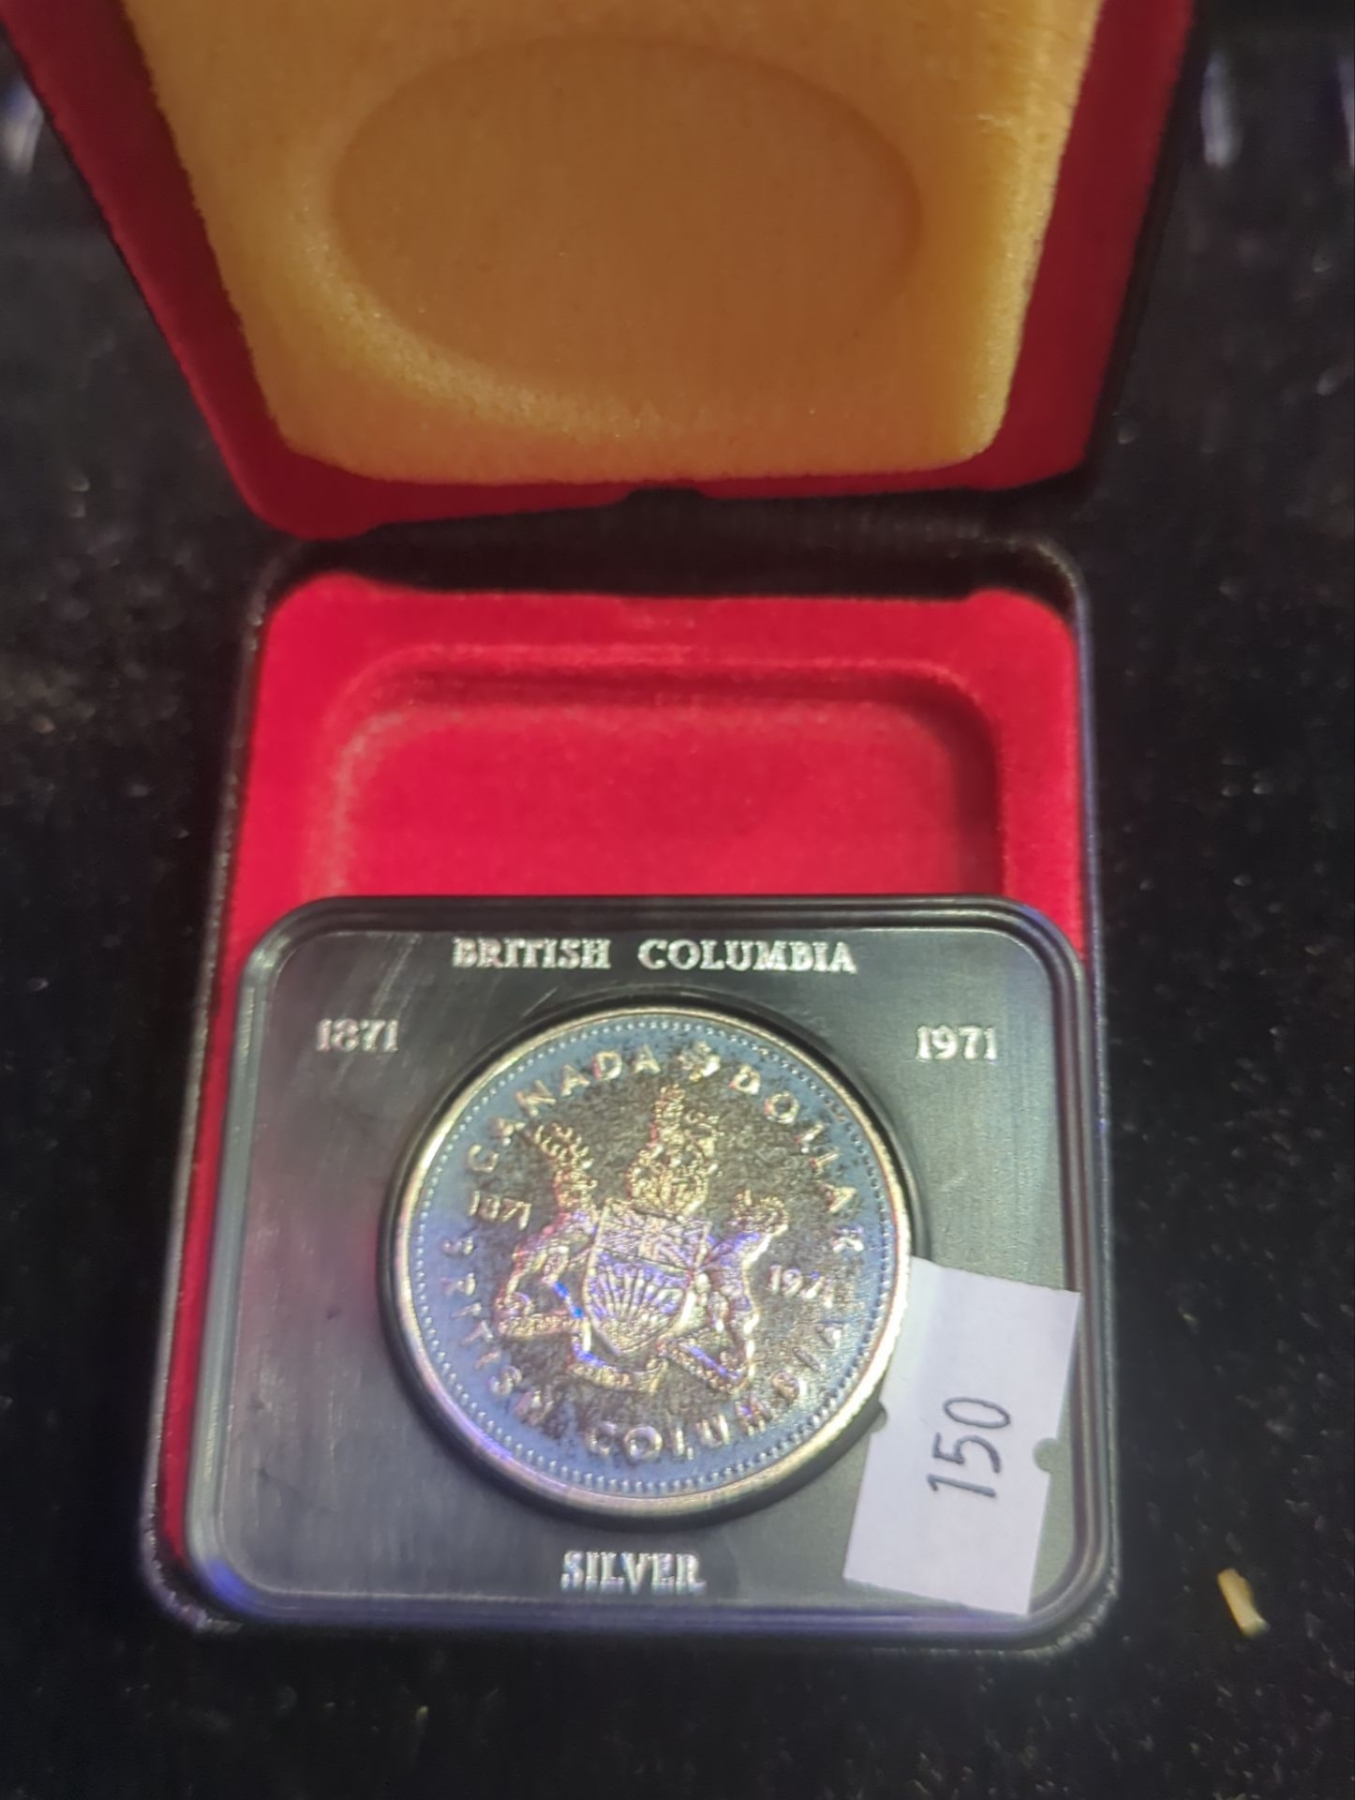 BRITISH COLUMBIA
1871 1971
CANADA DOLLAR
1871
1971
BRITISH COLUMBIA
SILVER
150